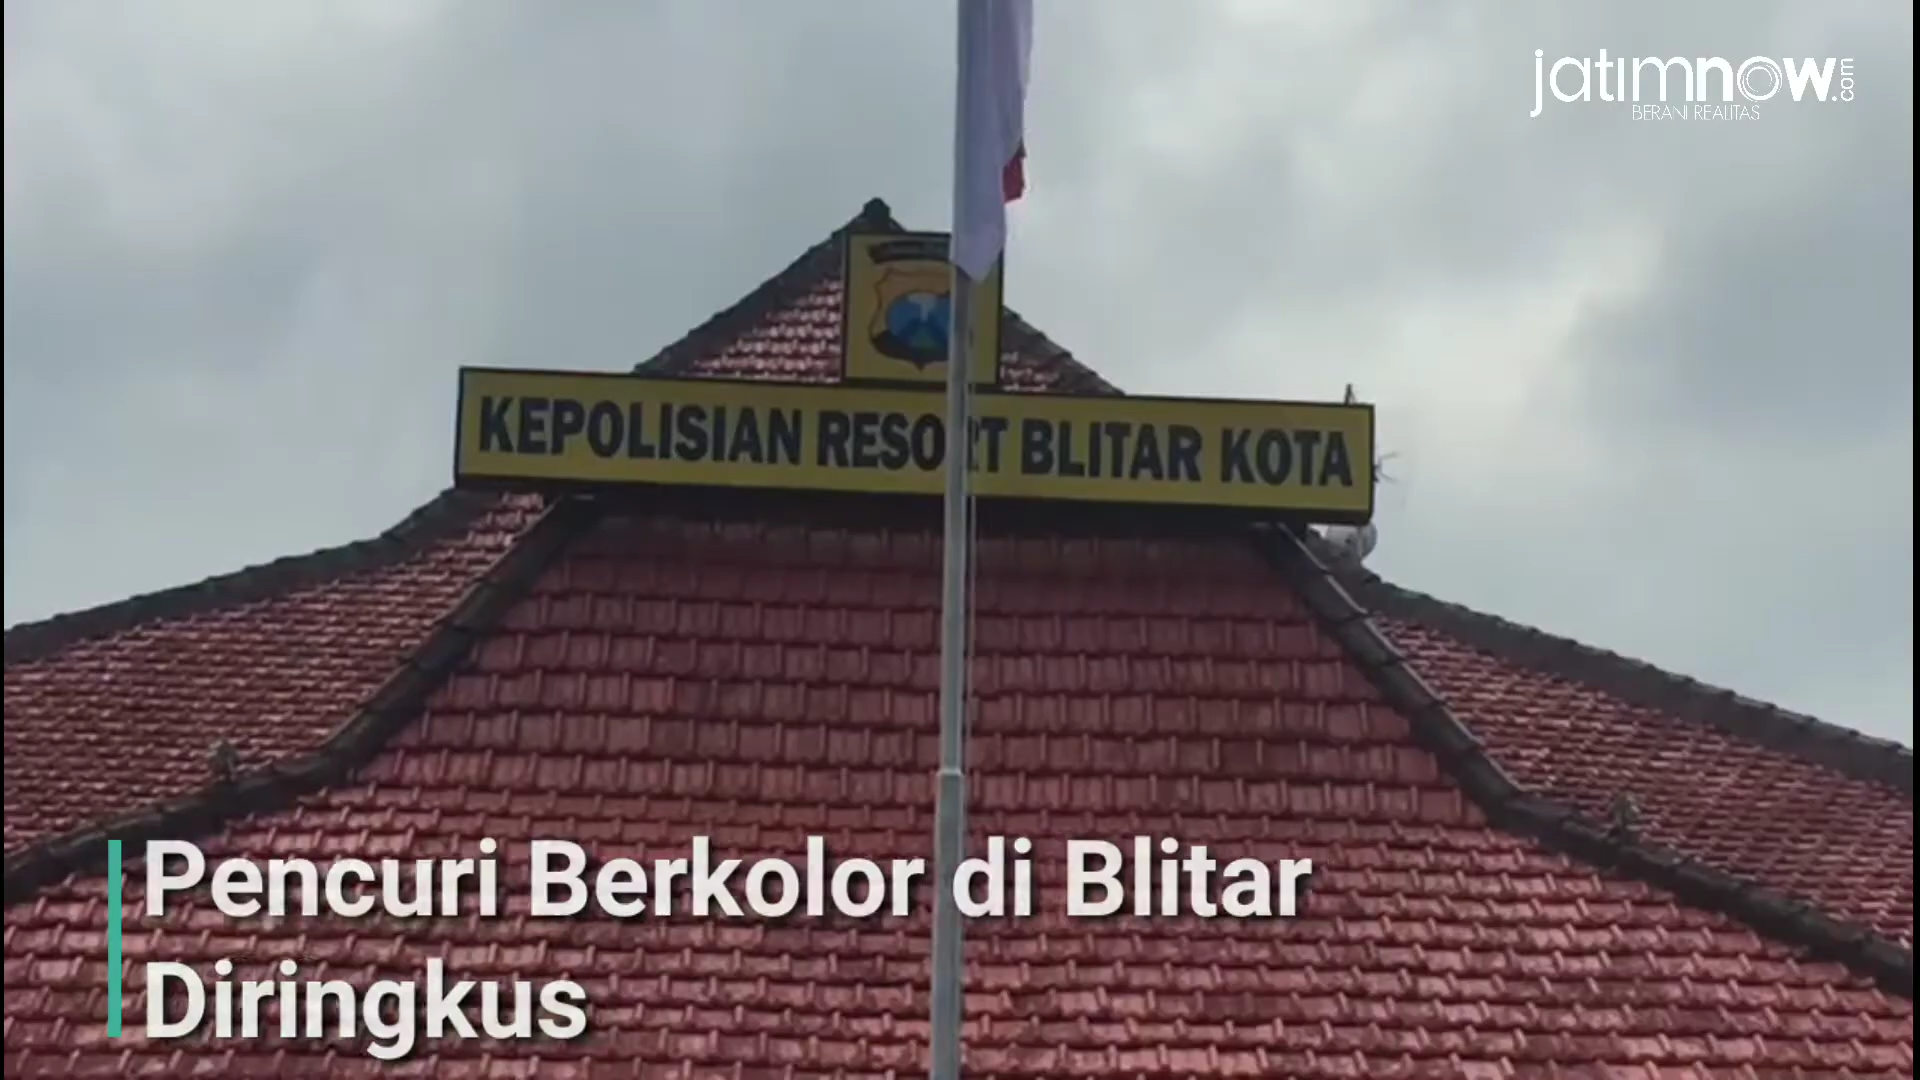 jatimnow.com
BERANI REALITAS
KEPOLISIAN RESORT BLITAR KOTA
Pencuri Berkolor di Blitar
Diringkus